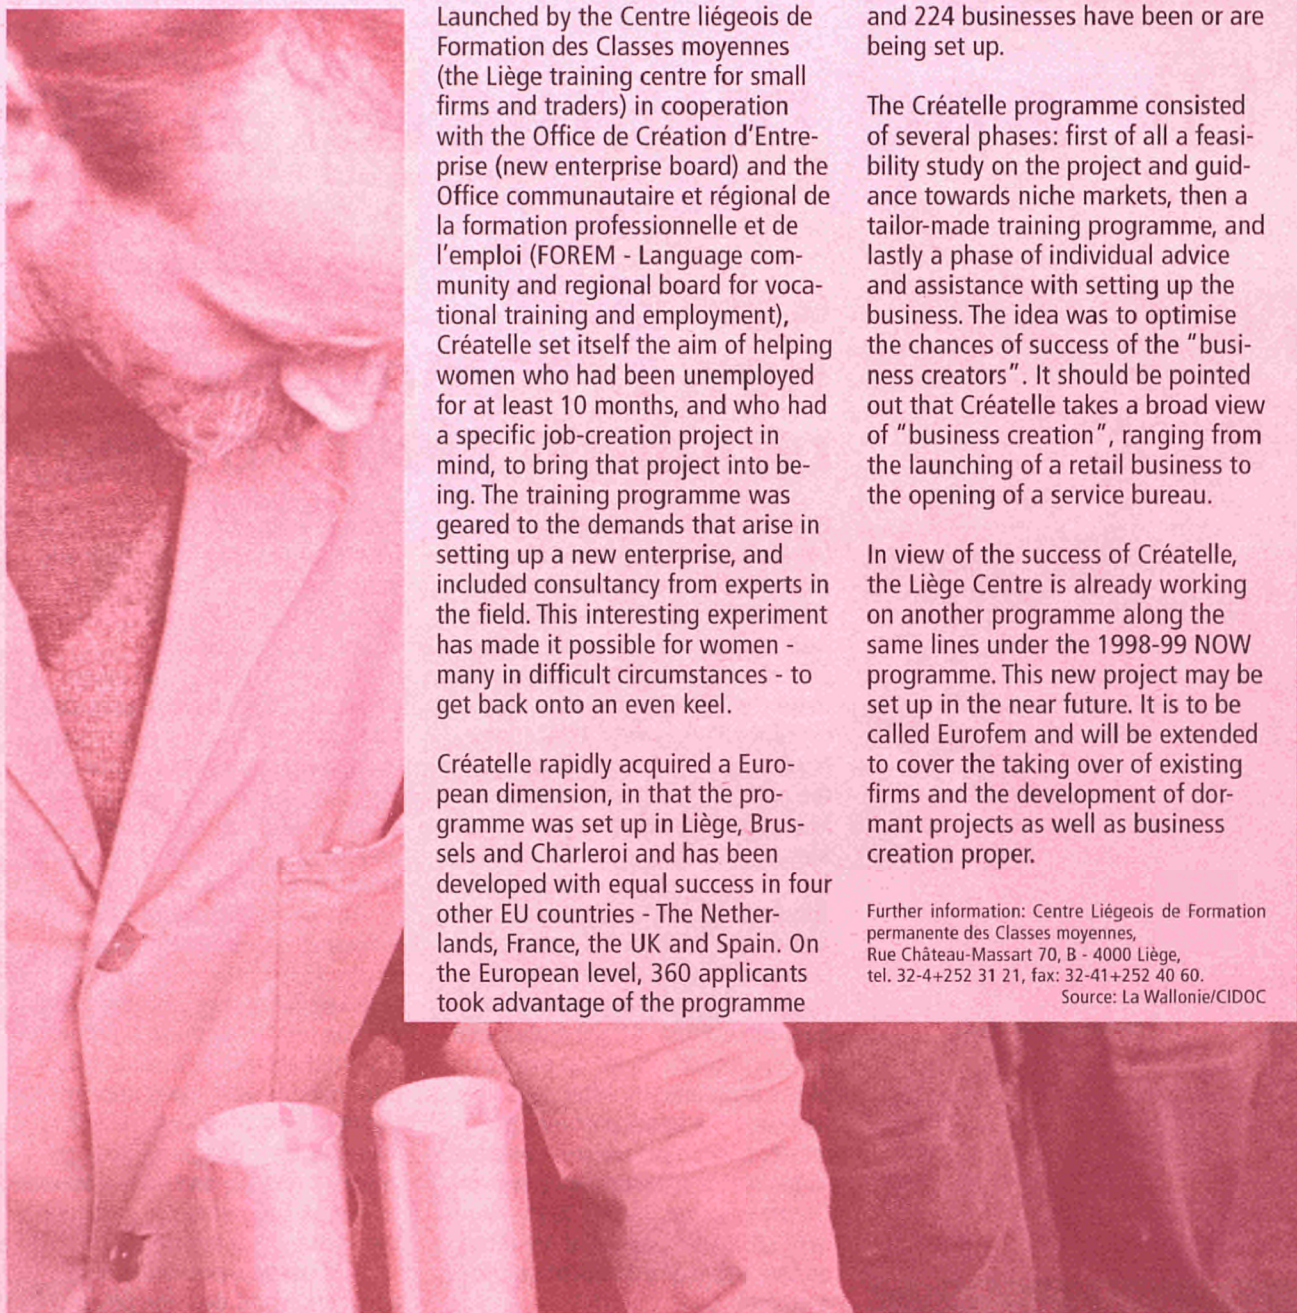 Launched by the Centre liégeois de
Formation des Classes moyennes
(the Liège training centre for small
firms and traders) in cooperation
with the Office de Création d'Entre-
prise (new enterprise board) and the
Office communautaire et régional de
la formation professionnelle et de
l'emploi (FOREM - Language com-
munity and regional board for voca-
tional training and employment),
Créatelle set itself the aim of helping
women who had been unemployed
for at least 10 months, and who had
a specific job-creation project in
mind, to bring that project into be-
ing. The training programme was
geared to the demands that arise in
setting up a new enterprise, and
included consultancy from experts in
the field. This interesting experiment
has made it possible for women -
many in difficult circumstances - to
get back onto an even keel.

Créatelle rapidly acquired a Euro-
pean dimension, in that the pro-
gramme was set up in Liège, Brus-
sels and Charleroi and has been
developed with equal success in four
other EU countries - The Nether-
lands, France, the UK and Spain. On
the European level, 360 applicants
took advantage of the programme
and 224 businesses have been or are
being set up.

The Créatelle programme consisted
of several phases: first of all a feasi-
bility study on the project and guid-
ance towards niche markets, then a
tailor-made training programme, and
lastly a phase of individual advice
and assistance with setting up the
business. The idea was to optimise
the chances of success of the "busi-
ness creators". It should be pointed
out that Créatelle takes a broad view
of "business creation", ranging from
the launching of a retail business to
the opening of a service bureau.

In view of the success of Créatelle,
the Liège Centre is already working
on another programme along the
same lines under the 1998-99 NOW
programme. This new project may be
set up in the near future. It is to be
called Eurofem and will be extended
to cover the taking over of existing
firms and the development of dor-
mant projects as well as business
creation proper.

Further information: Centre Liégeois de Formation
permanente des Classes moyennes,
Rue Château-Massart 70, B - 4000 Liège,
tel. 32-4+252 31 21, fax: 32-41+252 40 60.
Source: La Wallonie/CIDOC